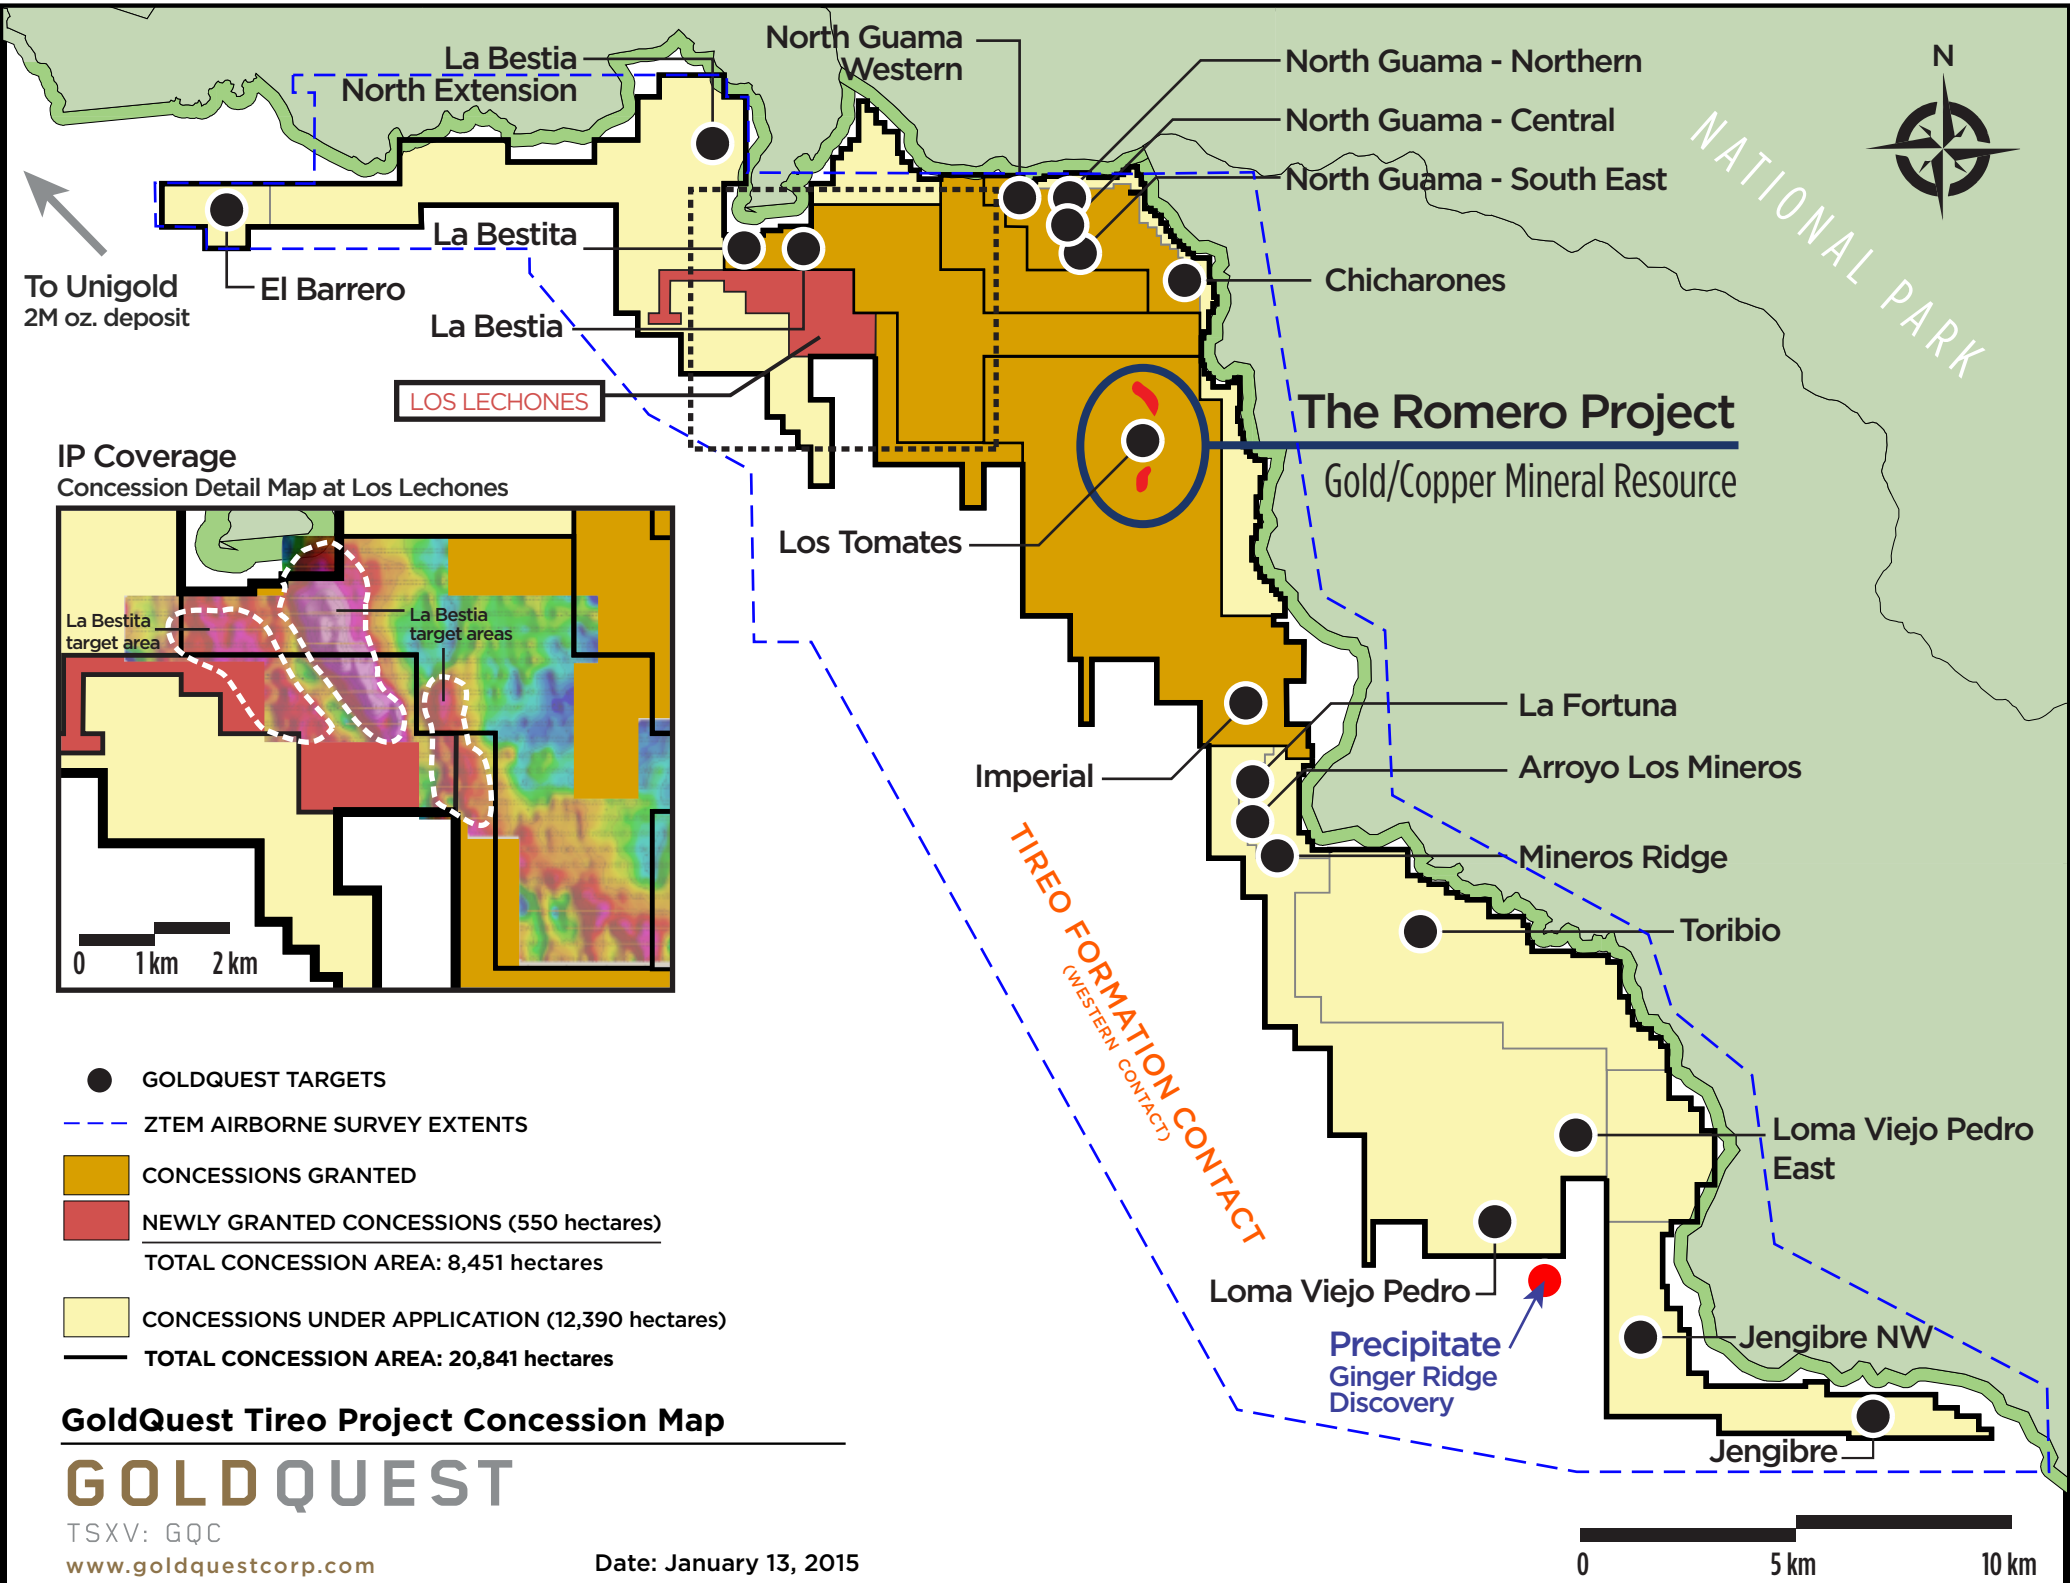 La Bestia
North Extension
North Guama
Western
North Guama - Northern
North Guama - Central
North Guama - South East
N
NATIONAL PARK
To Unigold
2M oz. deposit
El Barrero
La Bestita
La Bestia
LOS LECHONES
Chicharones
The Romero Project
Gold/Copper Mineral Resource
Los Tomates
IP Coverage
Concession Detail Map at Los Lechones
La Bestita
target area
La Bestia
target areas
0 1 km 2 km
Imperial
La Fortuna
Arroyo Los Mineros
Mineros Ridge
Toribio
TIREO FORMATION CONTACT
(WESTERN CONTACT)
Loma Viejo Pedro
East
Loma Viejo Pedro
Precipitate
Ginger Ridge
Discovery
Jengibre NW
Jengibre
GOLDQUEST TARGETS
ZTEM AIRBORNE SURVEY EXTENTS
CONCESSIONS GRANTED
NEWLY GRANTED CONCESSIONS (550 hectares)
TOTAL CONCESSION AREA: 8,451 hectares
CONCESSIONS UNDER APPLICATION (12,390 hectares)
TOTAL CONCESSION AREA: 20,841 hectares
GoldQuest Tireo Project Concession Map
GOLDQUEST
TSXV: GQC
www.goldquestcorp.com
Date: January 13, 2015
0 5 km 10 km